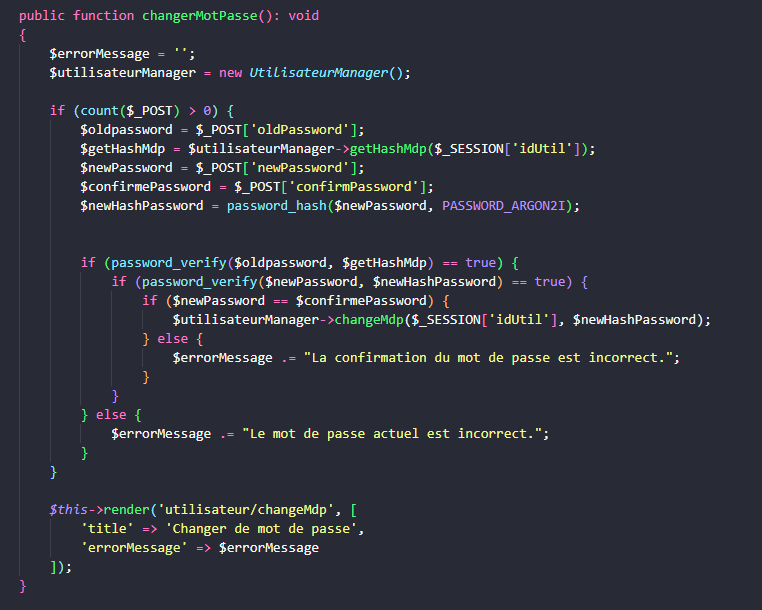 public function changerMotPasse(): void
{
$errorMessage = '';
$utilisateurManager = new UtilisateurManager();
if (count($_POST) > 0) {
$oldpassword = $_POST['oldPassword'];
$getHashMdp = $utilisateurManager->getHashMdp($_SESSION['idUtil']);
$newPassword = $_POST['newPassword'];
$confirmePassword = $_POST['confirmPassword'];
$newHashPassword = password_hash($newPassword, PASSWORD_ARGON2I);
if (password_verify($oldpassword, $getHashMdp) == true) {
if (password_verify($newPassword, $newHashPassword) == true) {
if ($newPassword == $confirmePassword) {
$utilisateurManager->changeMdp($_SESSION['idUtil'], $newHashPassword);
} else {
$errorMessage .= "La confirmation du mot de passe est incorrect.";
}
}
} else {
$errorMessage .= "Le mot de passe actuel est incorrect.";
}
}
$this->render('utilisateur/changeMdp', [
'title' => 'Changer de mot de passe',
'errorMessage' => $errorMessage
]);
}